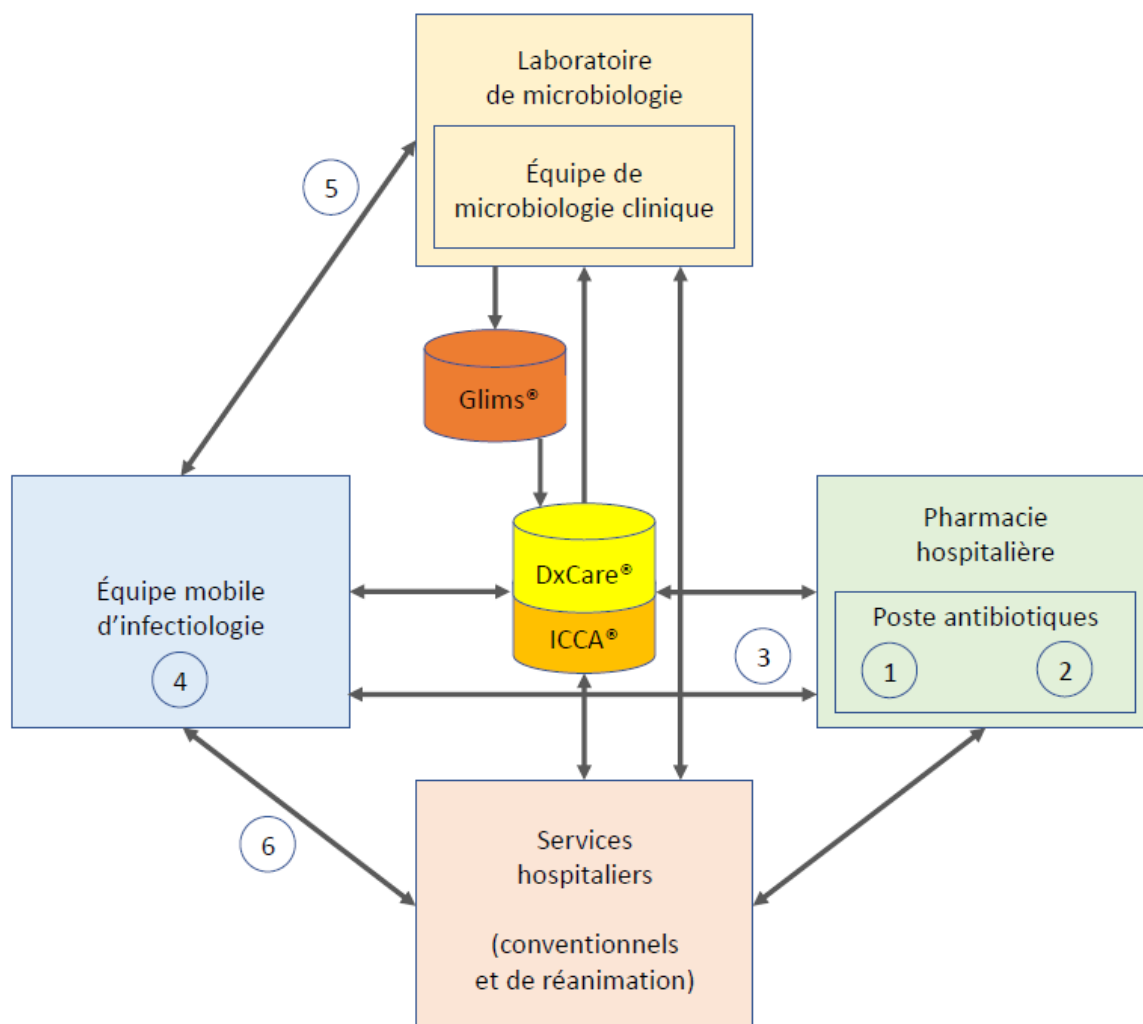 Laboratoire
de microbiologie
Équipe de
microbiologie clinique
5
Glims®
Équipe mobile
d’infectiologie
4
DxCare®
ICCA®
Pharmacie
hospitalière
Poste antibiotiques
1
2
3
6
Services
hospitaliers
(conventionnels
et de réanimation)